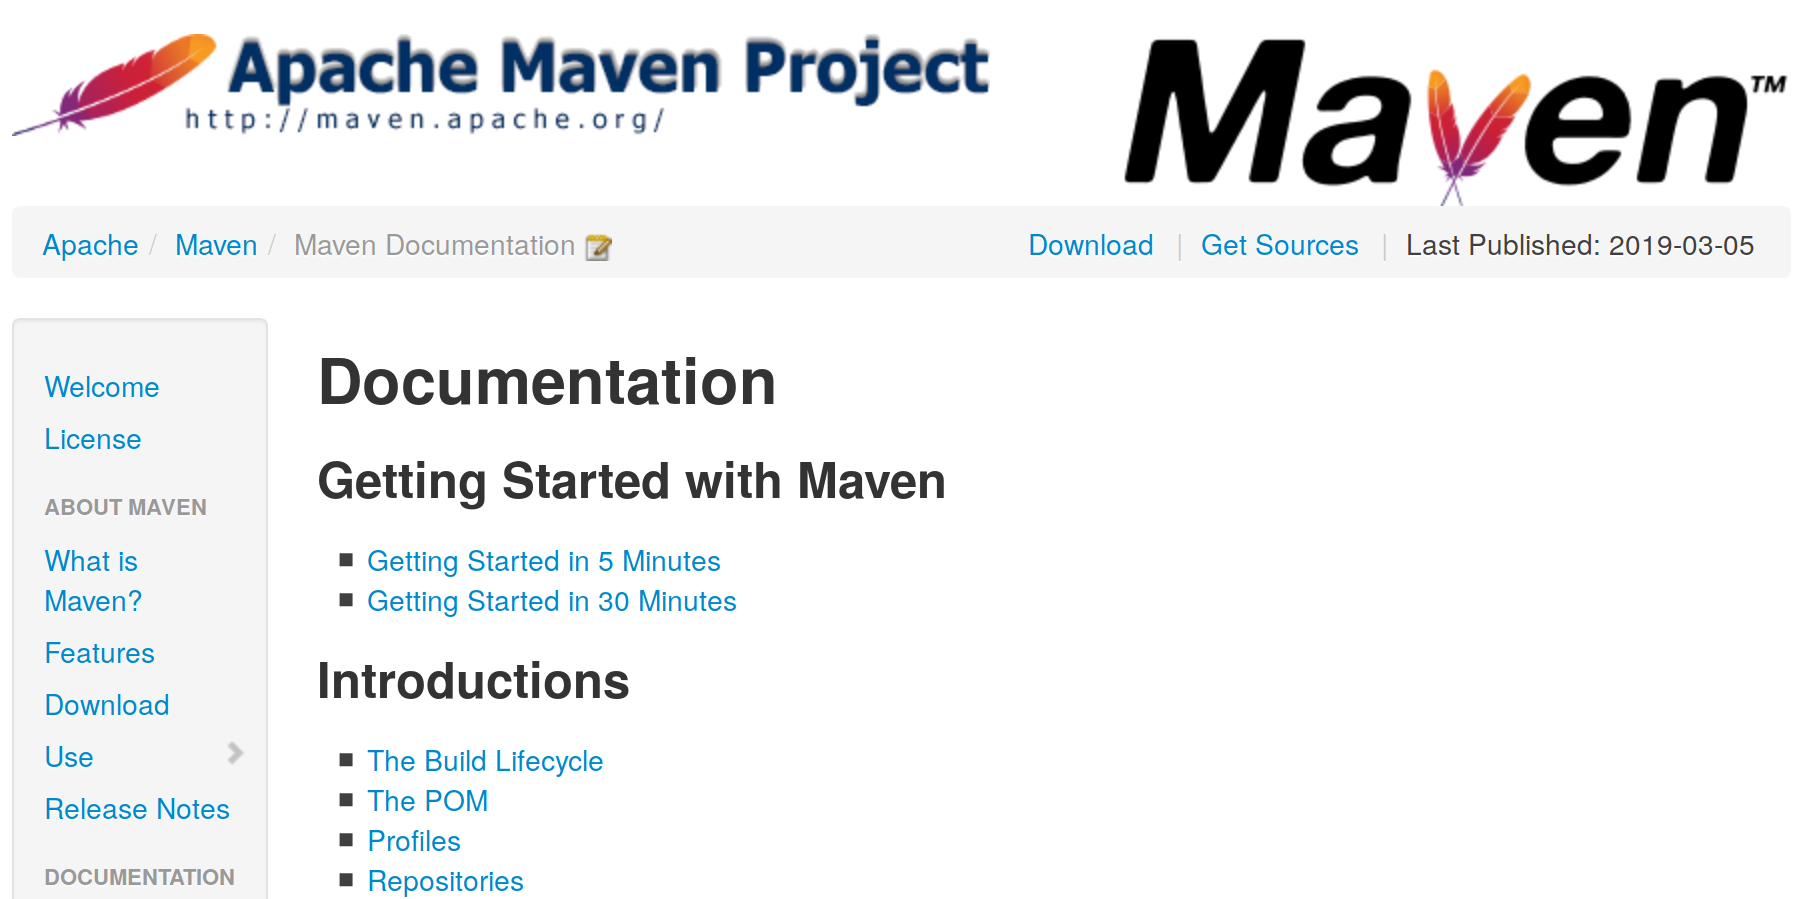 Apache Maven Project
http://maven.apache.org/
Maven™
Apache / Maven / Maven Documentation
Download | Get Sources | Last Published: 2019-03-05
Welcome
License
ABOUT MAVEN
What is
Maven?
Features
Download
Use
Release Notes
DOCUMENTATION
Documentation
Getting Started with Maven
Getting Started in 5 Minutes
Getting Started in 30 Minutes
Introductions
The Build Lifecycle
The POM
Profiles
Repositories